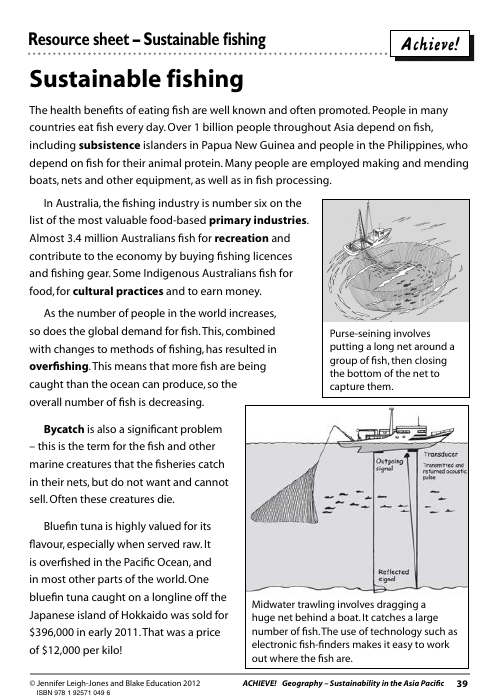 Resource sheet – Sustainable fishing
Achieve!
Sustainable fishing
The health benefits of eating fish are well known and often promoted. People in many
countries eat fish every day. Over 1 billion people throughout Asia depend on fish,
including subsistence islanders in Papua New Guinea and people in the Philippines, who
depend on fish for their animal protein. Many people are employed making and mending
boats, nets and other equipment, as well as in fish processing.
In Australia, the fishing industry is number six on the
list of the most valuable food-based primary industries.
Almost 3.4 million Australians fish for recreation and
contribute to the economy by buying fishing licences
and fishing gear. Some Indigenous Australians fish for
food, for cultural practices and to earn money.
As the number of people in the world increases,
so does the global demand for fish. This, combined
with changes to methods of fishing, has resulted in
overfishing. This means that more fish are being
caught than the ocean can produce, so the
overall number of fish is decreasing.
Purse-seining involves
putting a long net around a
group of fish, then closing
the bottom of the net to
capture them.
Bycatch is also a significant problem
– this is the term for the fish and other
marine creatures that the fisheries catch
in their nets, but do not want and cannot
sell. Often these creatures die.
Bluefin tuna is highly valued for its
flavour, especially when served raw. It
is overfished in the Pacific Ocean, and
in most other parts of the world. One
bluefin tuna caught on a longline off the
Japanese island of Hokkaido was sold for
$396,000 in early 2011. That was a price
of $12,000 per kilo!
Outgoing
signal
Transducer
Transmitted and
returned acoustic
pulse
Reflected
signal
Midwater trawling involves dragging a
huge net behind a boat. It catches a large
number of fish. The use of technology such as
electronic fish-finders makes it easy to work
out where the fish are.
© Jennifer Leigh-Jones and Blake Education 2012
ISBN 978 1 92571 049 6
ACHIEVE! Geography – Sustainability in the Asia Pacific 39